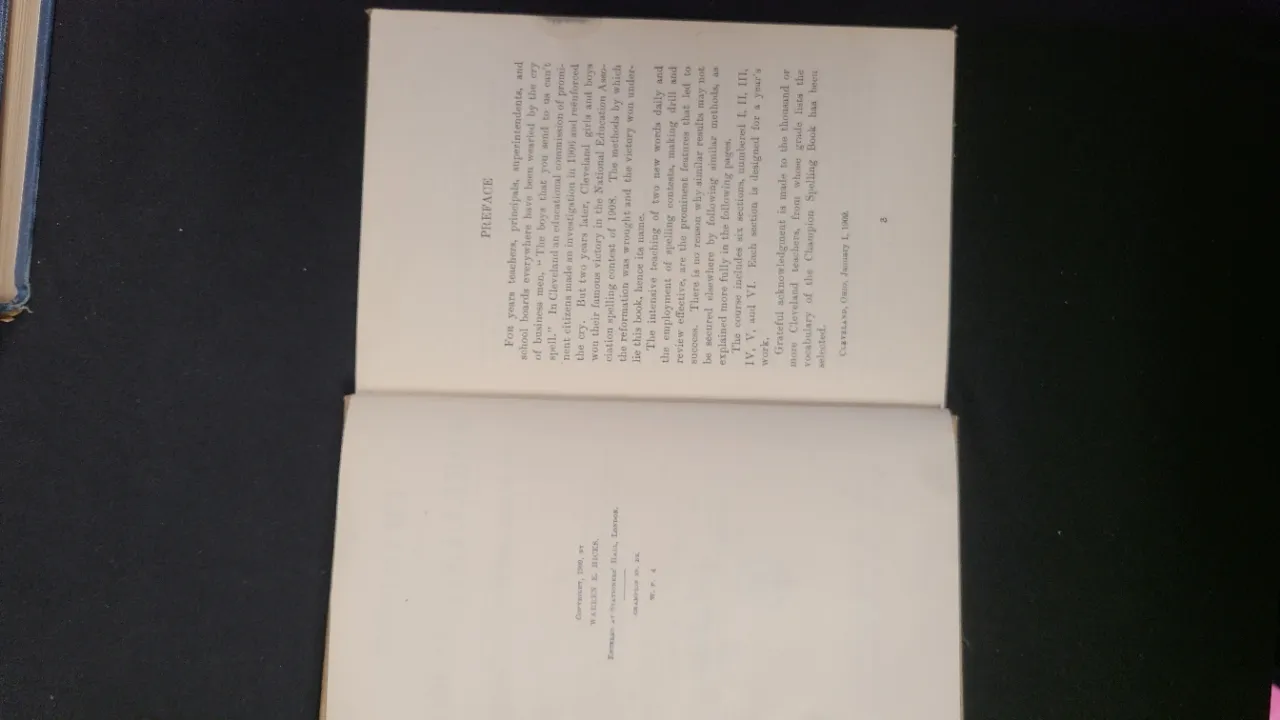 COPYRIGHT, 1909, BY
WARREN E. HICKS.
ENTERED AT STATIONERS' HALL, LONDON.
CHAMPION SP. BK.
W. P. 4
PREFACE
FOR years teachers, principals, superintendents, and
school boards everywhere have been wearied by the cry
of business men, "The boys that you send to us can't
spell." In Cleveland an educational commission of promi-
nent citizens made an investigation in 1906 and reënforced
the cry. But two years later, Cleveland girls and boys
won their famous victory in the National Education Asso-
ciation spelling contest of 1908. The methods by which
the reformation was wrought and the victory won under-
lie this book, hence its name.
The intensive teaching of two new words daily and
the employment of spelling contests, making drill and
review effective, are the prominent features that led to
success. There is no reason why similar results may not
be secured elsewhere by following similar methods, as
explained more fully in the following pages.
The course includes six sections, numbered I, II, III,
IV, V, and VI. Each section is designed for a year's
work.
Grateful acknowledgment is made to the thousand or
more Cleveland teachers, from whose grade lists the
vocabulary of the Champion Spelling Book has been
selected.
CLEVELAND, OHIO, January 1, 1909.
3